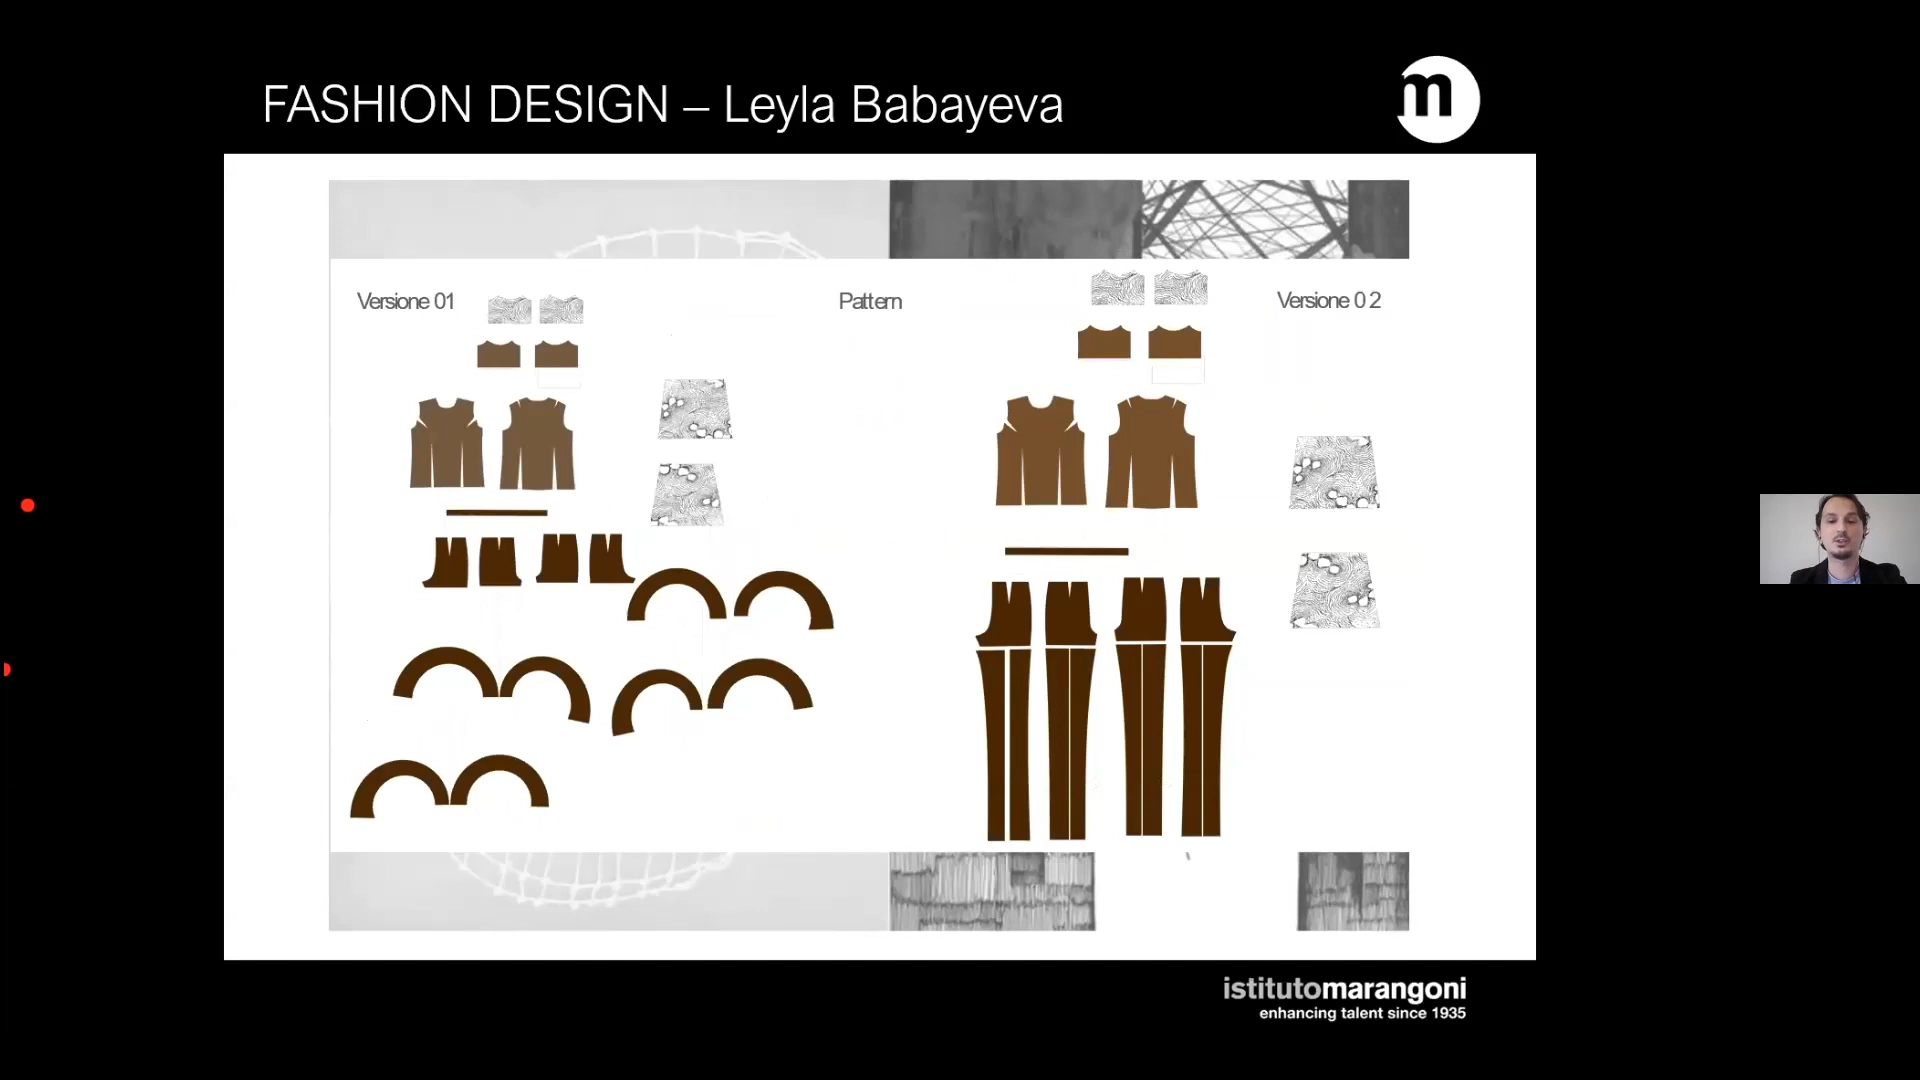 FASHION DESIGN – Leyla Babayeva
m
Versione 01
Pattern
Versione 0 2
istitutomarangoni
enhancing talent since 1935